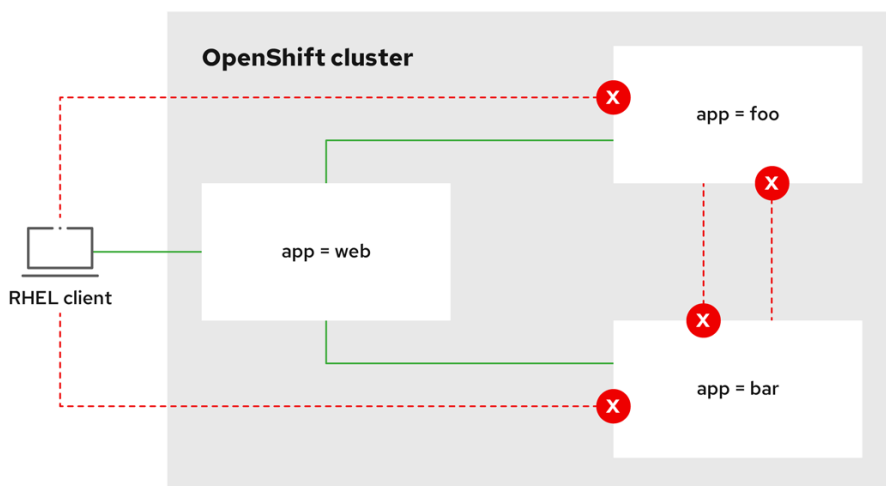 OpenShift cluster
X
app = foo
X
app = web
RHEL client
X
app = bar
X